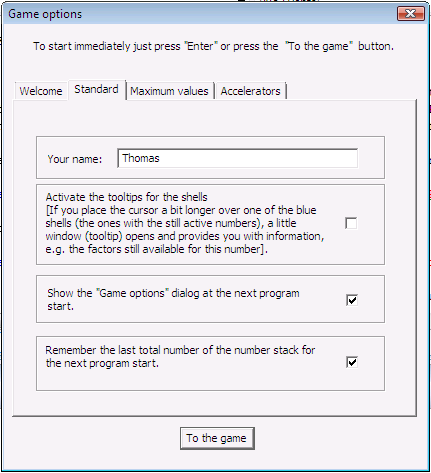 Game options
To start immediately just press "Enter" or press the "To the game" button.
Welcome Standard Maximum values Accelerators
Your name: Thomas
Activate the tooltips for the shells
[If you place the cursor a bit longer over one of the blue
shells (the ones with the still active numbers), a little
window (tooltip) opens and provides you with information,
e.g. the factors still available for this number].
Show the "Game options" dialog at the next program
start.
Remember the last total number of the number stack for
the next program start.
To the game